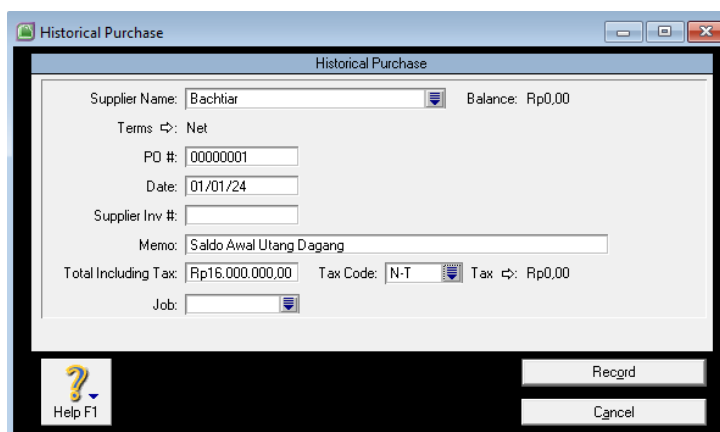 Historical Purchase
Historical Purchase
Supplier Name: Bachtiar Balance: Rp0,00
Terms ⇨: Net
PO #: 00000001
Date: 01/01/24
Supplier Inv #:
Memo: Saldo Awal Utang Dagang
Total Including Tax: Rp16.000.000,00 Tax Code: N-T Tax ⇨: Rp0,00
Job:
Record
Help F1
Cancel